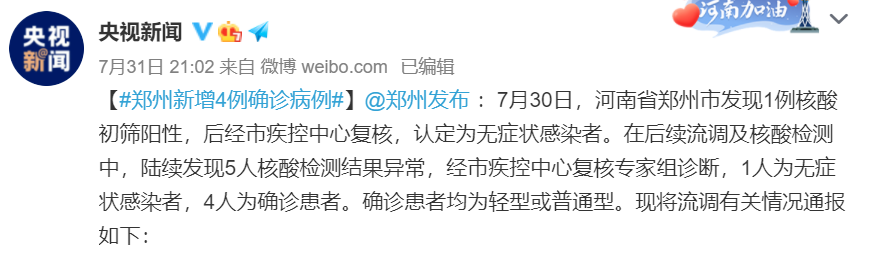 河南加油
央视
新闻
央视新闻
7月31日 21:02 来自 微博 weibo.com 已编辑
【#郑州新增4例确诊病例#】@郑州发布 ：7月30日，河南省郑州市发现1例核酸
初筛阳性，后经市疾控中心复核，认定为无症状感染者。在后续流调及核酸检测
中，陆续发现5人核酸检测结果异常，经市疾控中心复核专家组诊断，1人为无症
状感染者，4人为确诊患者。确诊患者均为轻型或普通型。现将流调有关情况通报
如下：